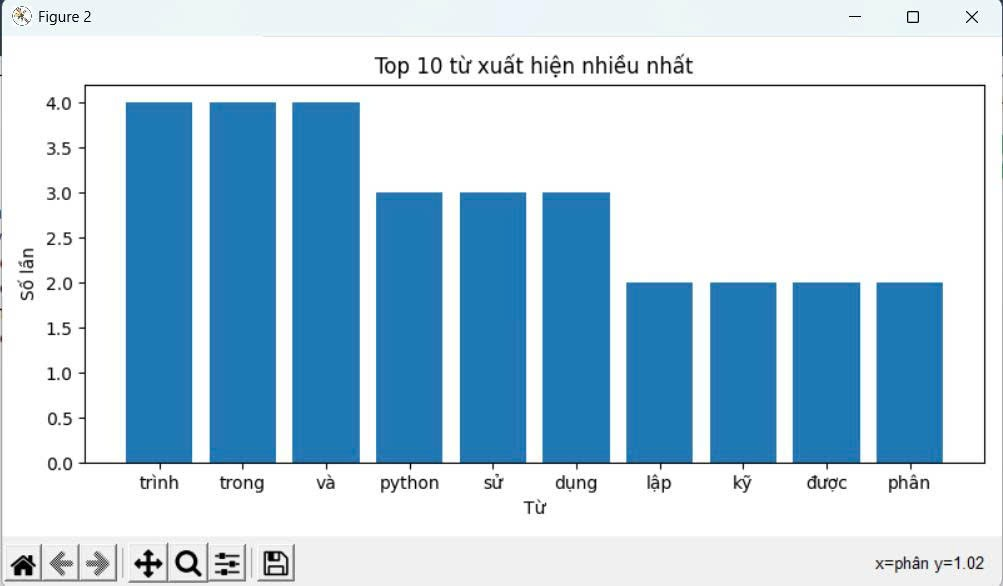 Figure 2
Top 10 từ xuất hiện nhiều nhất
4.0
3.5
3.0
2.5
2.0
1.5
1.0
0.5
0.0
Số lần
trình trong và python sử dụng lập kỹ được phân
Từ
x=phân y=1.02